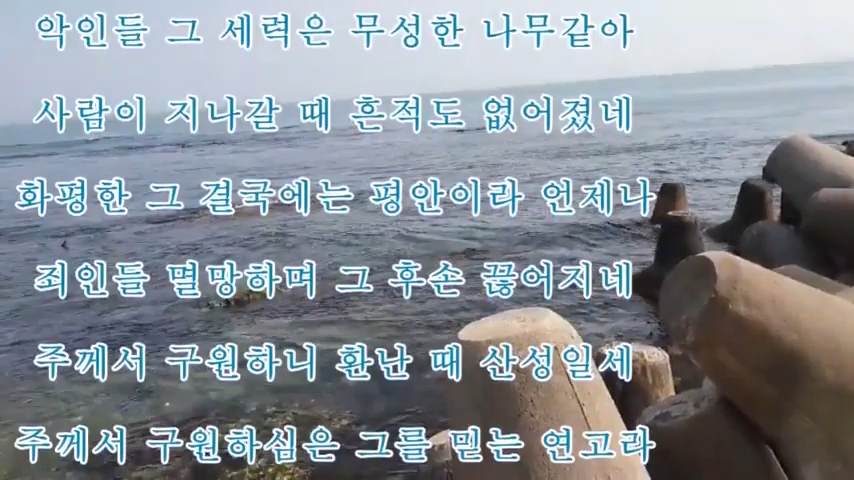 악인들 그 세력은 무성한 나무같아
사람이 지나갈 때 흔적도 없어졌네
화평한 그 결국에는 평안이라 언제나
죄인들 멸망하며 그 후손 끊어지네
주께서 구원하니 환난 때 산성일세
주께서 구원하심은 그를 믿는 연고라